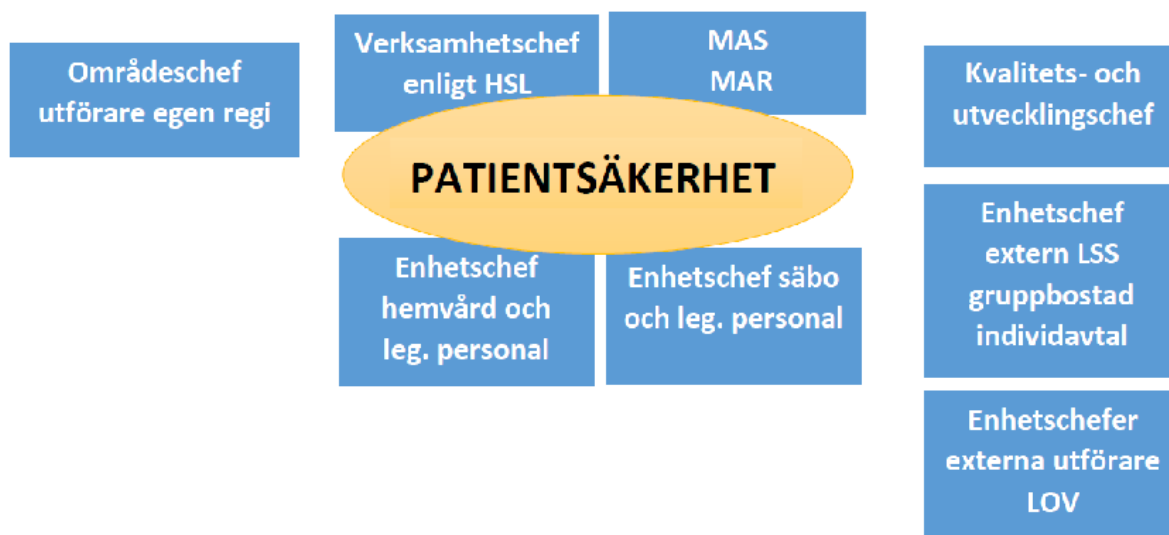 Områdeschef
utförare egen regi
Verksamhetschef
enligt HSL
MAS
MAR
PATIENTSÄKERHET
Enhetschef
hemvård och
leg. personal
Enhetschef säbo
och leg. personal
Kvalitets- och
utvecklingschef
Enhetschef
extern LSS
gruppbostad
individavtal
Enhetschefer
externa utförare
LOV